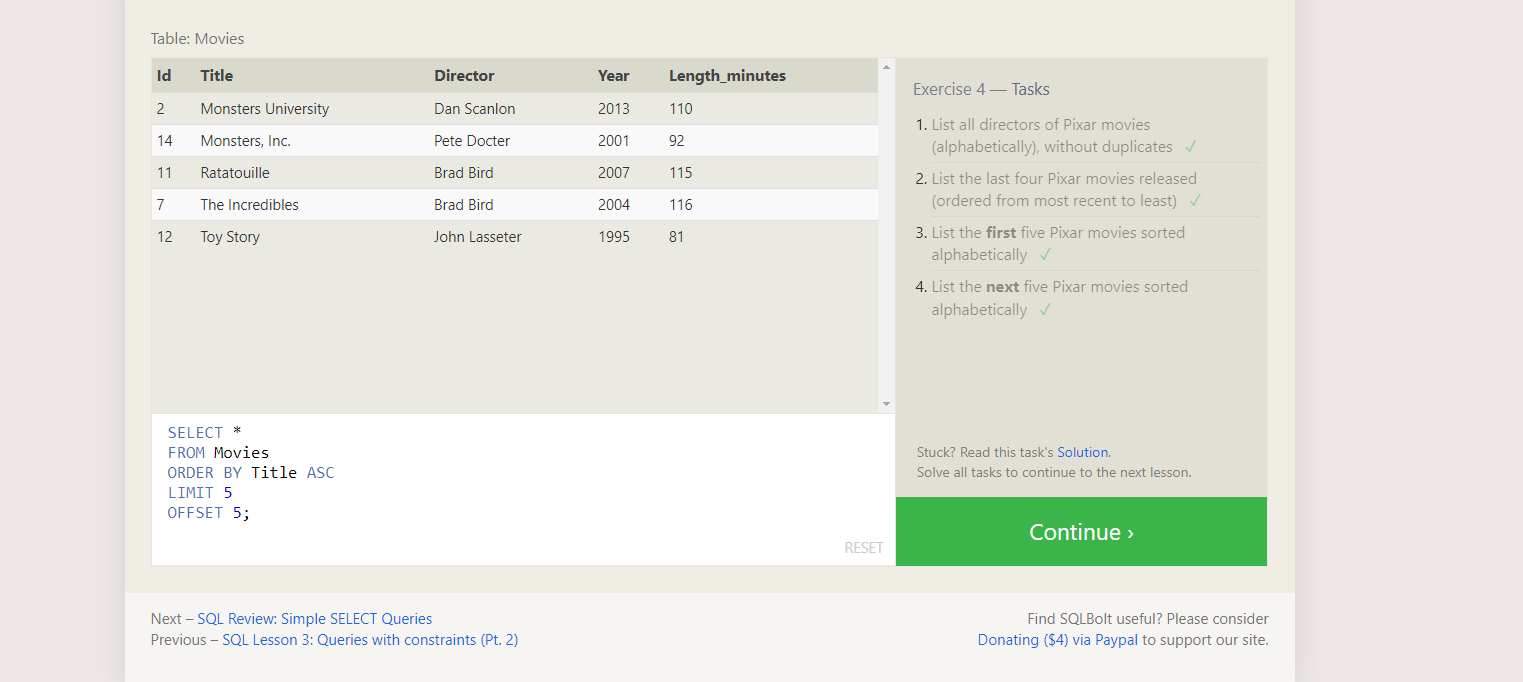 Table: Movies
Id Title Director Year Length_minutes
2 Monsters University Dan Scanlon 2013 110
14 Monsters, Inc. Pete Docter 2001 92
11 Ratatouille Brad Bird 2007 115
7 The Incredibles Brad Bird 2004 116
12 Toy Story John Lasseter 1995 81
SELECT *
FROM Movies
ORDER BY Title ASC
LIMIT 5
OFFSET 5;
RESET
Exercise 4 — Tasks
1. List all directors of Pixar movies
(alphabetically), without duplicates ✓
2. List the last four Pixar movies released
(ordered from most recent to least) ✓
3. List the first five Pixar movies sorted
alphabetically ✓
4. List the next five Pixar movies sorted
alphabetically ✓
Stuck? Read this task's Solution.
Solve all tasks to continue to the next lesson.
Continue ›
Next – SQL Review: Simple SELECT Queries
Previous – SQL Lesson 3: Queries with constraints (Pt. 2)
Find SQLBolt useful? Please consider
Donating ($4) via Paypal to support our site.